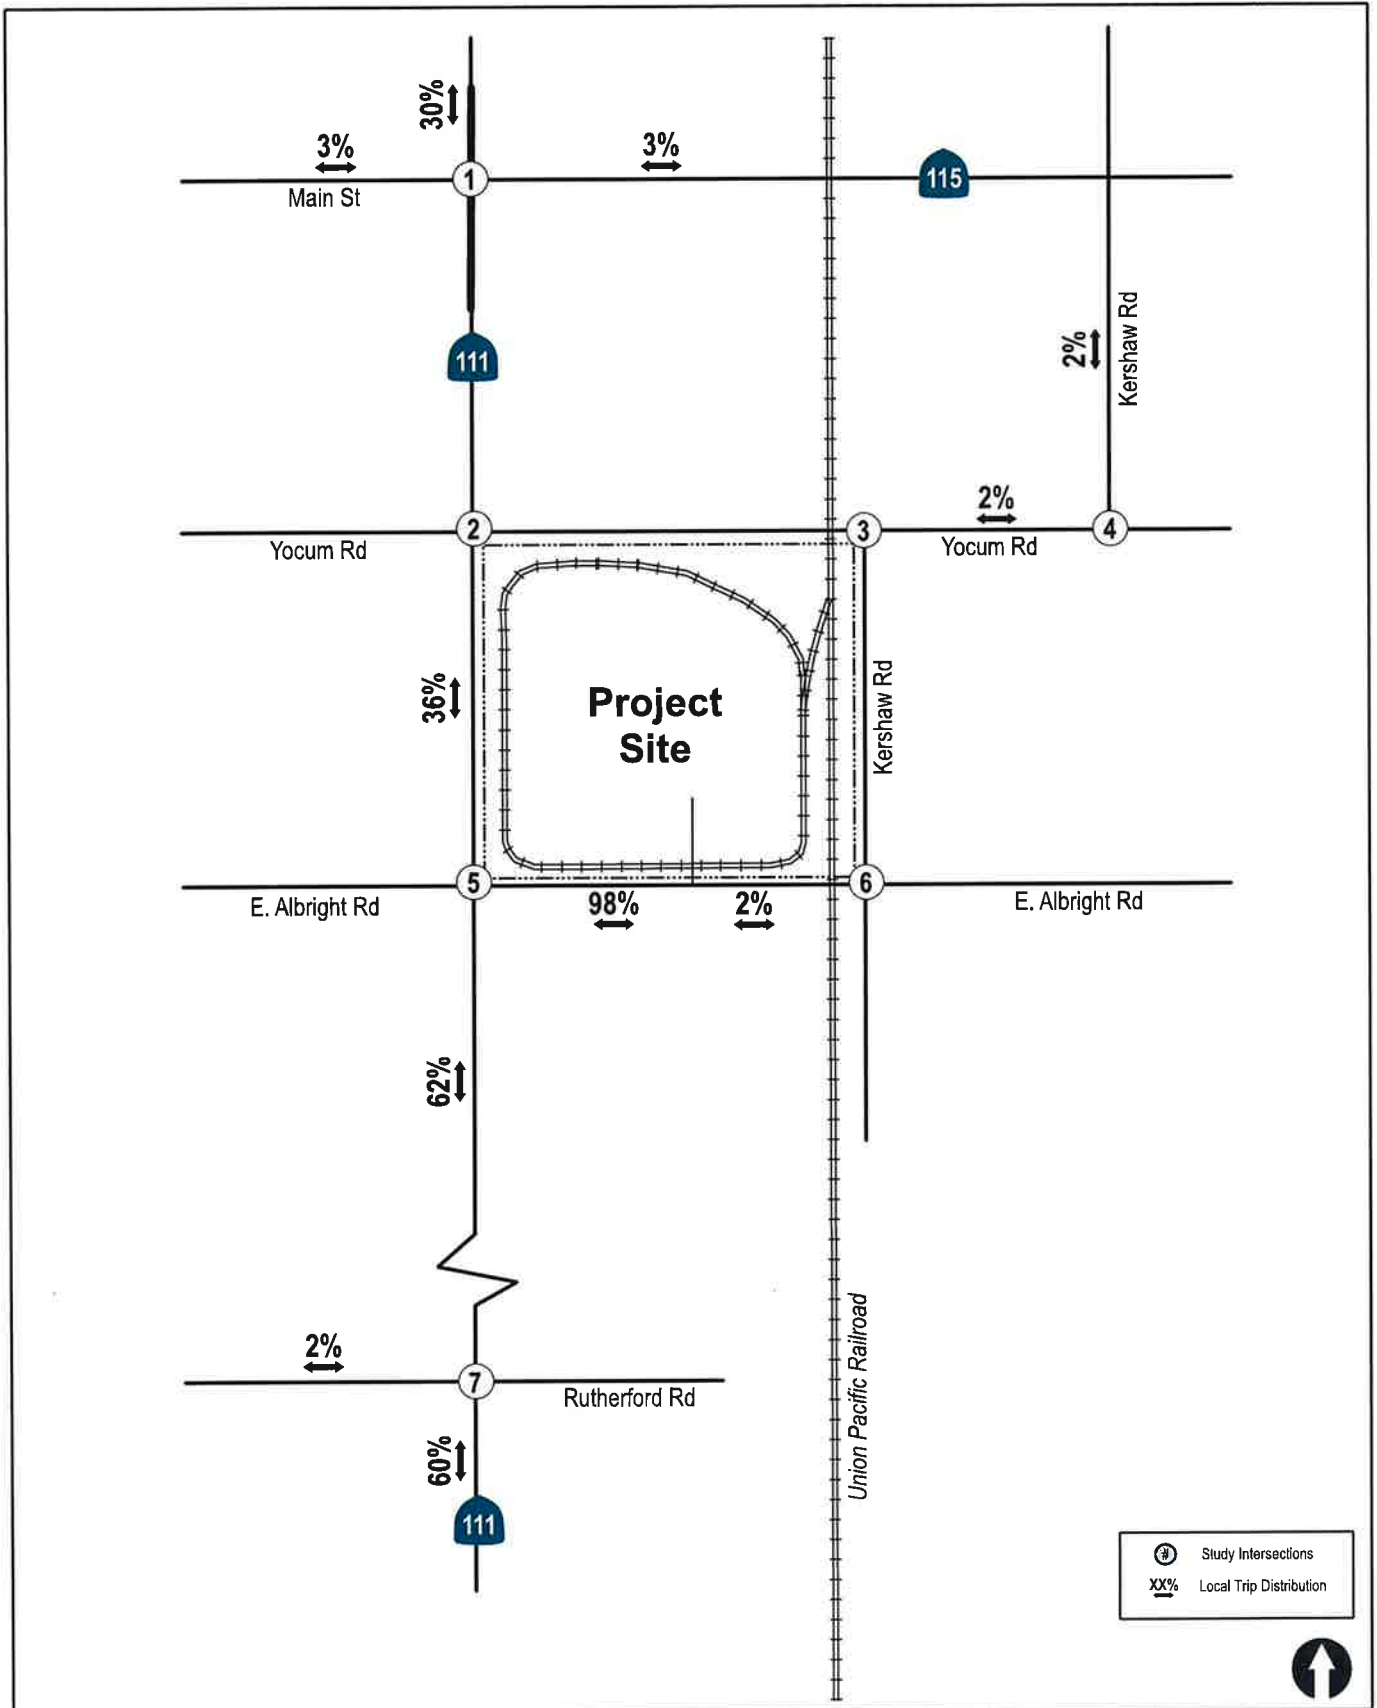 30%
3%
3%
1
115
Main St
111
Kershaw Rd
2%
2%
2
3
4
Yocum Rd
Yocum Rd
36%
Project
Site
Kershaw Rd
5
6
E. Albright Rd
98%
2%
E. Albright Rd
62%
Union Pacific Railroad
2%
7
Rutherford Rd
60%
111
# Study Intersections
XX% Local Trip Distribution